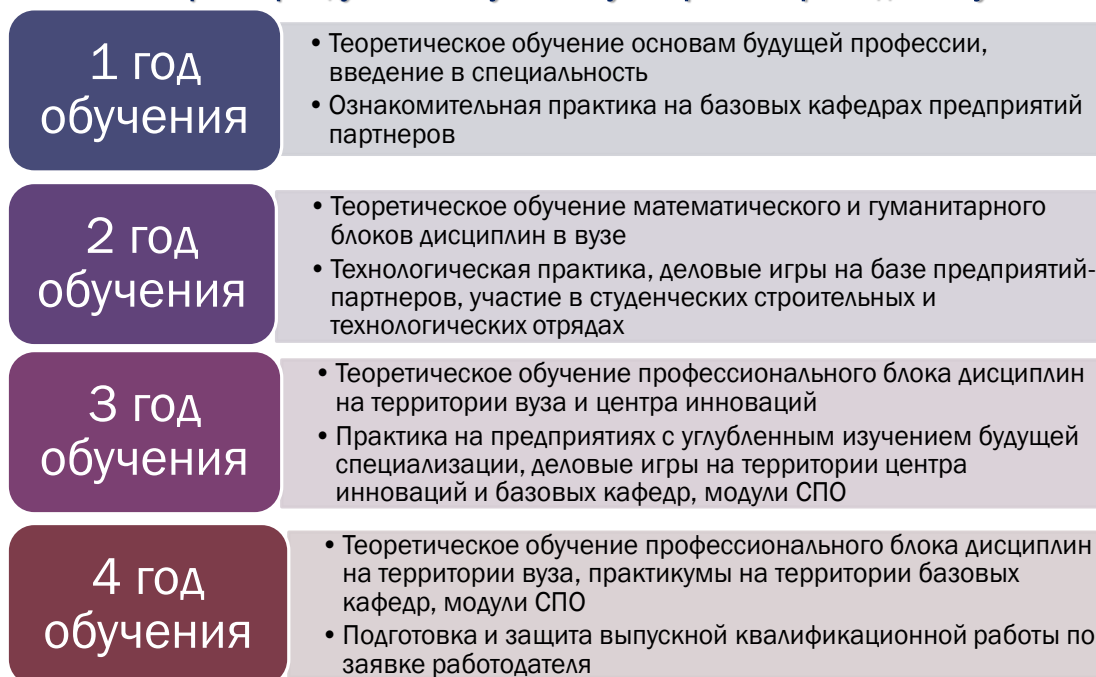 1 год
обучения
• Теоретическое обучение основам будущей профессии,
введение в специальность
• Ознакомительная практика на базовых кафедрах предприятий
партнеров
2 год
обучения
• Теоретическое обучение математического и гуманитарного
блоков дисциплин в вузе
• Технологическая практика, деловые игры на базе предприятий-
партнеров, участие в студенческих строительных и
технологических отрядах
3 год
обучения
• Теоретическое обучение профессионального блока дисциплин
на территории вуза и центра инноваций
• Практика на предприятиях с углубленным изучением будущей
специализации, деловые игры на территории центра
инноваций и базовых кафедр, модули СПО
4 год
обучения
• Теоретическое обучение профессионального блока дисциплин
на территории вуза, практикумы на территории базовых
кафедр, модули СПО
• Подготовка и защита выпускной квалификационной работы по
заявке работодателя